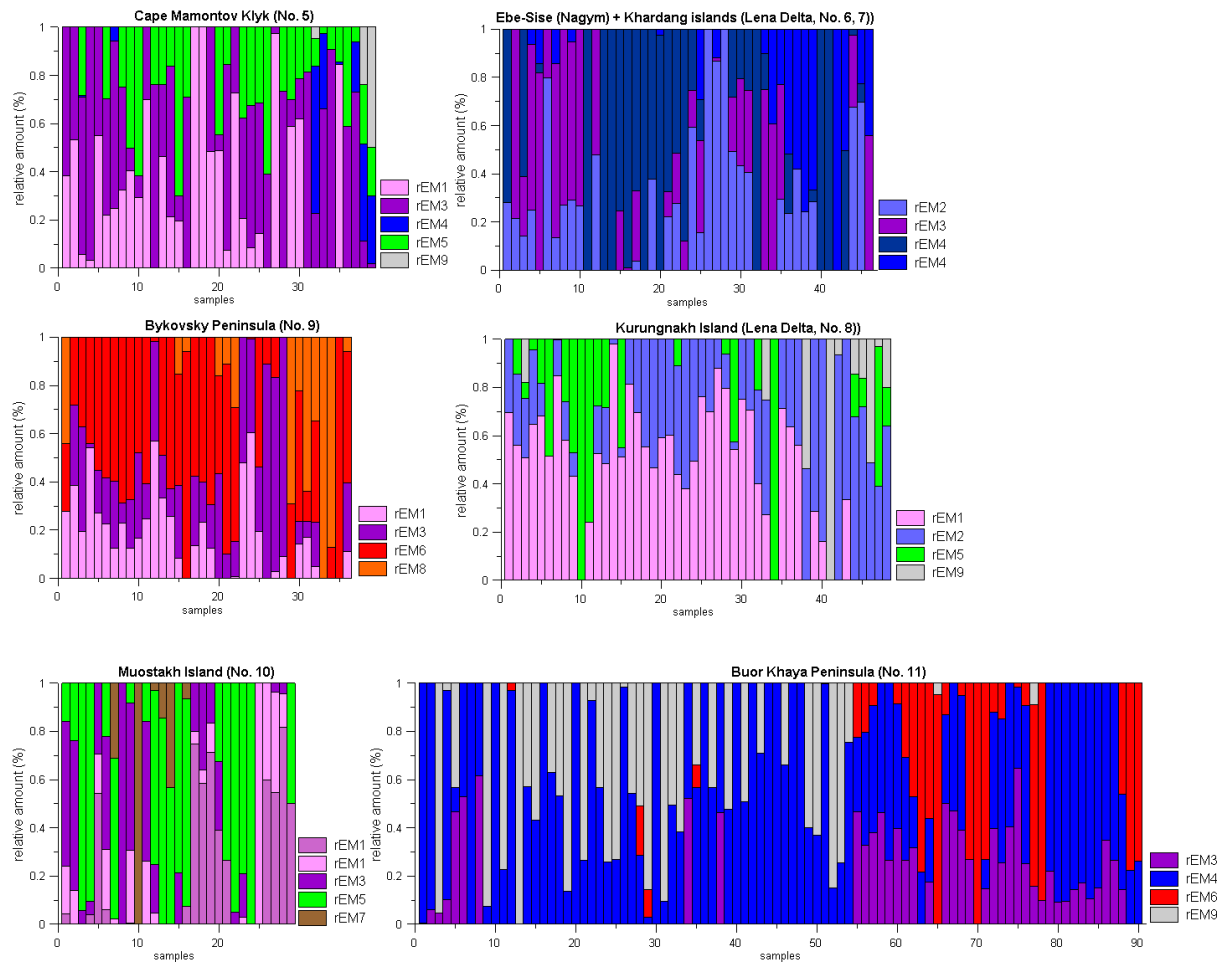 Cape Mamontov Klyk (No. 5)
1
0.8
0.6
0.4
0.2
0
relative amount (%)
0
10
20
30
samples
rEM1
rEM3
rEM4
rEM5
rEM9
Ebe-Sise (Nagym) + Khardang islands (Lena Delta, No. 6, 7))
1
0.8
0.6
0.4
0.2
0
relative amount (%)
0
10
20
30
40
samples
rEM2
rEM3
rEM4
rEM4
Bykovsky Peninsula (No. 9)
1
0.8
0.6
0.4
0.2
0
relative amount (%)
0
10
20
30
samples
rEM1
rEM3
rEM6
rEM8
Kurungnakh Island (Lena Delta, No. 8))
1
0.8
0.6
0.4
0.2
0
relative amount (%)
0
10
20
30
40
samples
rEM1
rEM2
rEM5
rEM9
Muostakh Island (No. 10)
1
0.8
0.6
0.4
0.2
0
relative amount (%)
0
10
20
samples
rEM1
rEM1
rEM3
rEM5
rEM7
Buor Khaya Peninsula (No. 11)
1
0.8
0.6
0.4
0.2
0
relative amount (%)
0
10
20
30
40
50
60
70
80
90
samples
rEM3
rEM4
rEM6
rEM9